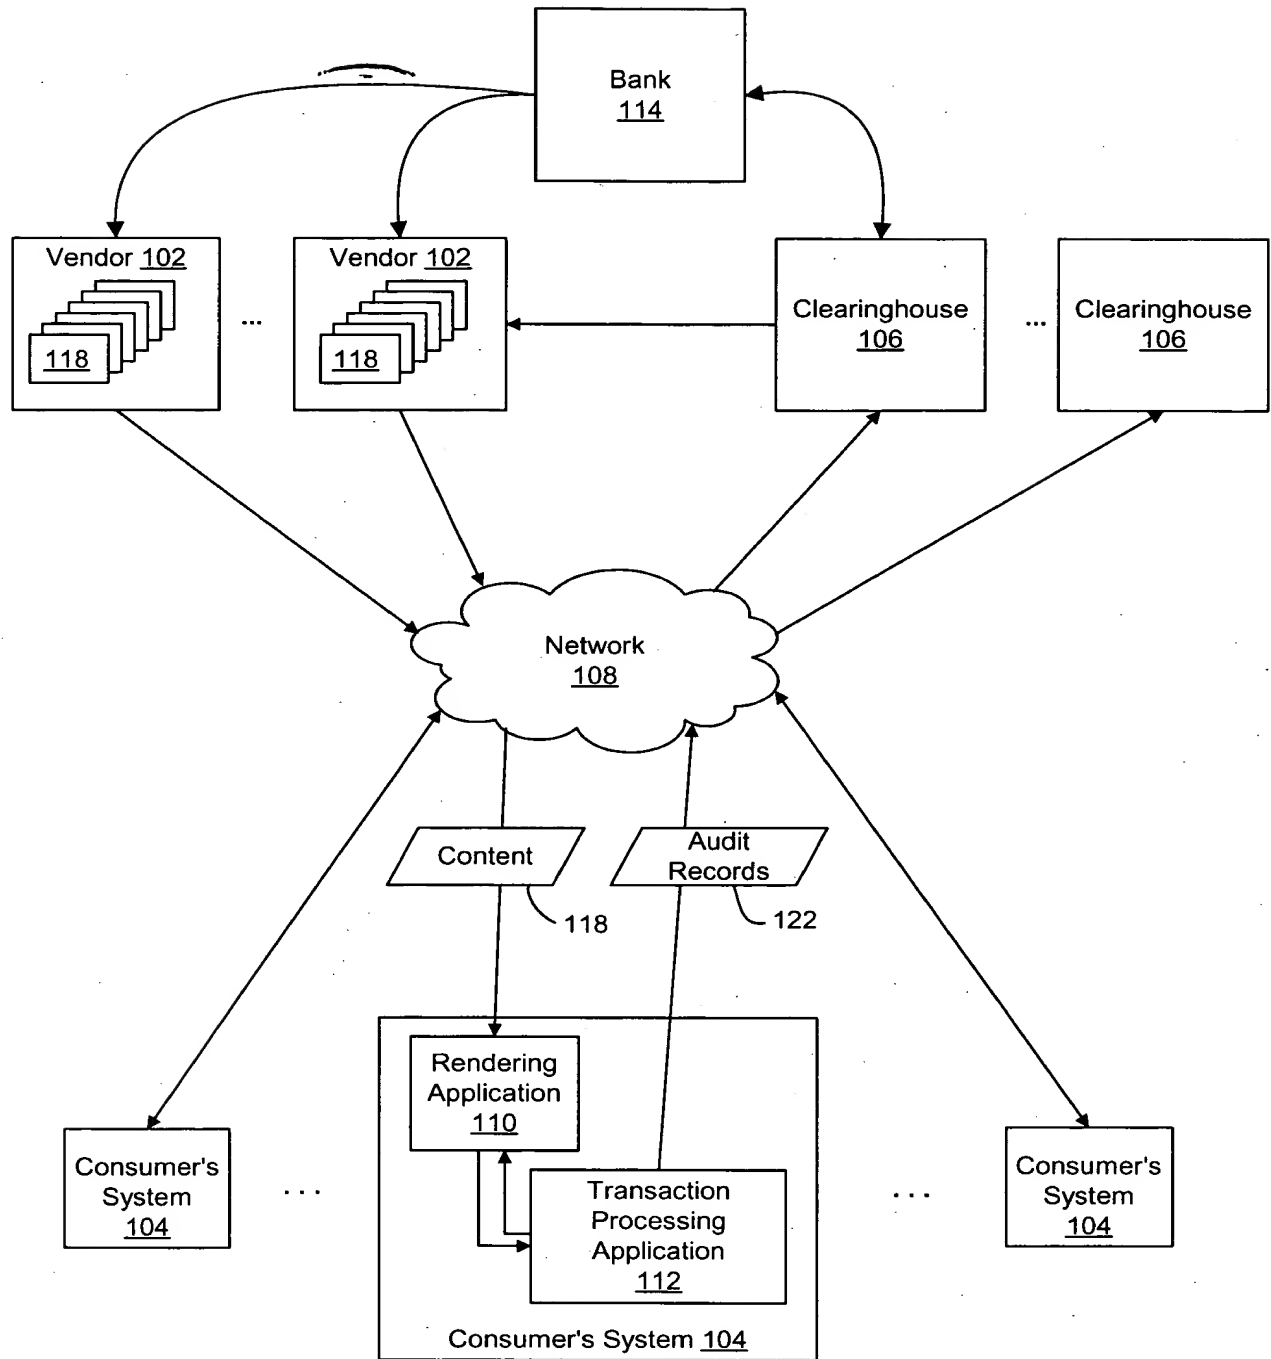 Bank
114
Vendor 102
118
...
Vendor 102
118
Clearinghouse
106
...
Clearinghouse
106
Network
108
Content
118
Audit
Records
122
Rendering
Application
110
Consumer's
System
104
...
Transaction
Processing
Application
112
...
Consumer's
System
104
Consumer's System 104